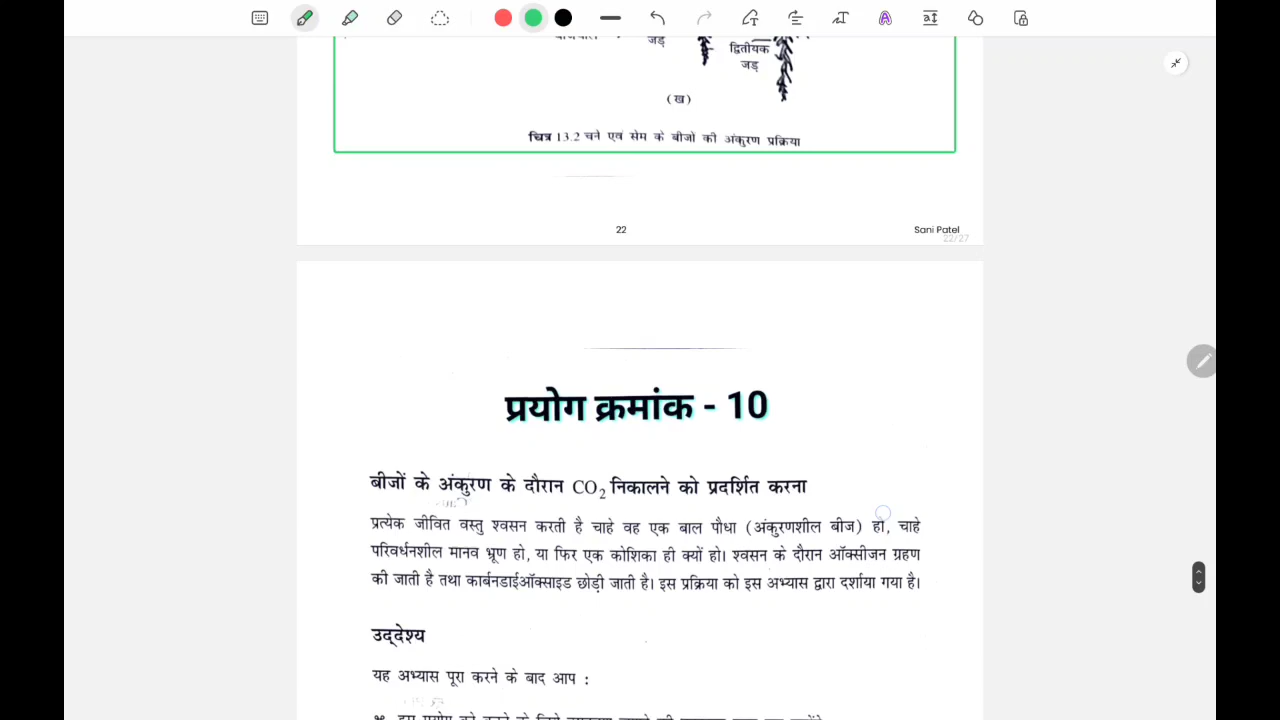 जड़
द्वितीयक
जड़
(ख)
चित्र 13.2 चने एवं सेम के बीजों की अंकुरण प्रक्रिया
22
Sani Patel
22/27
प्रयोग क्रमांक - 10
बीजों के अंकुरण के दौरान CO₂ निकालने को प्रदर्शित करना
प्रत्येक जीवित वस्तु श्वसन करती है चाहे वह एक बाल पौधा (अंकुरणशील बीज) हो, चाहे
परिवर्धनशील मानव भ्रूण हो, या फिर एक कोशिका ही क्यों हो। श्वसन के दौरान ऑक्सीजन ग्रहण
की जाती है तथा कार्बनडाईऑक्साइड छोड़ी जाती है। इस प्रक्रिया को इस अभ्यास द्वारा दर्शाया गया है।
उद्देश्य
यह अभ्यास पूरा करने के बाद आप :